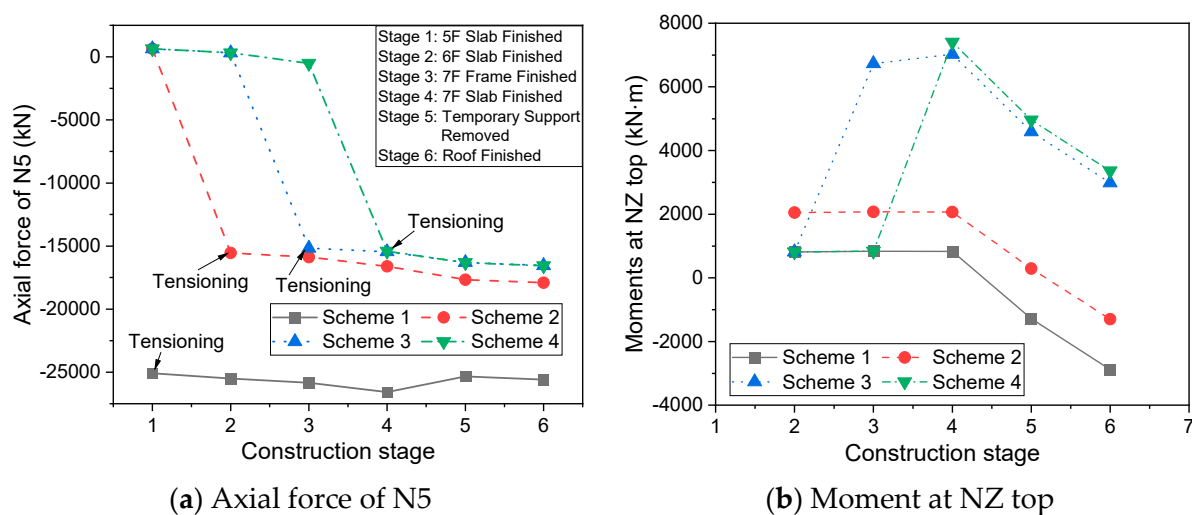 Axial force of N5 (kN)
0
-5000
-10000
-15000
-20000
-25000
Stage 1: 5F Slab Finished
Stage 2: 6F Slab Finished
Stage 3: 7F Frame Finished
Stage 4: 7F Slab Finished
Stage 5: Temporary Support
Removed
Stage 6: Roof Finished
Tensioning
Tensioning
Tensioning
Tensioning
Scheme 1 Scheme 2
Scheme 3 Scheme 4
1 2 3 4 5 6
Construction stage
(a) Axial force of N5
Moments at NZ top (kN·m)
8000
6000
4000
2000
0
-2000
-4000
Scheme 1 Scheme 2
Scheme 3 Scheme 4
1 2 3 4 5 6 7
Construction stage
(b) Moment at NZ top